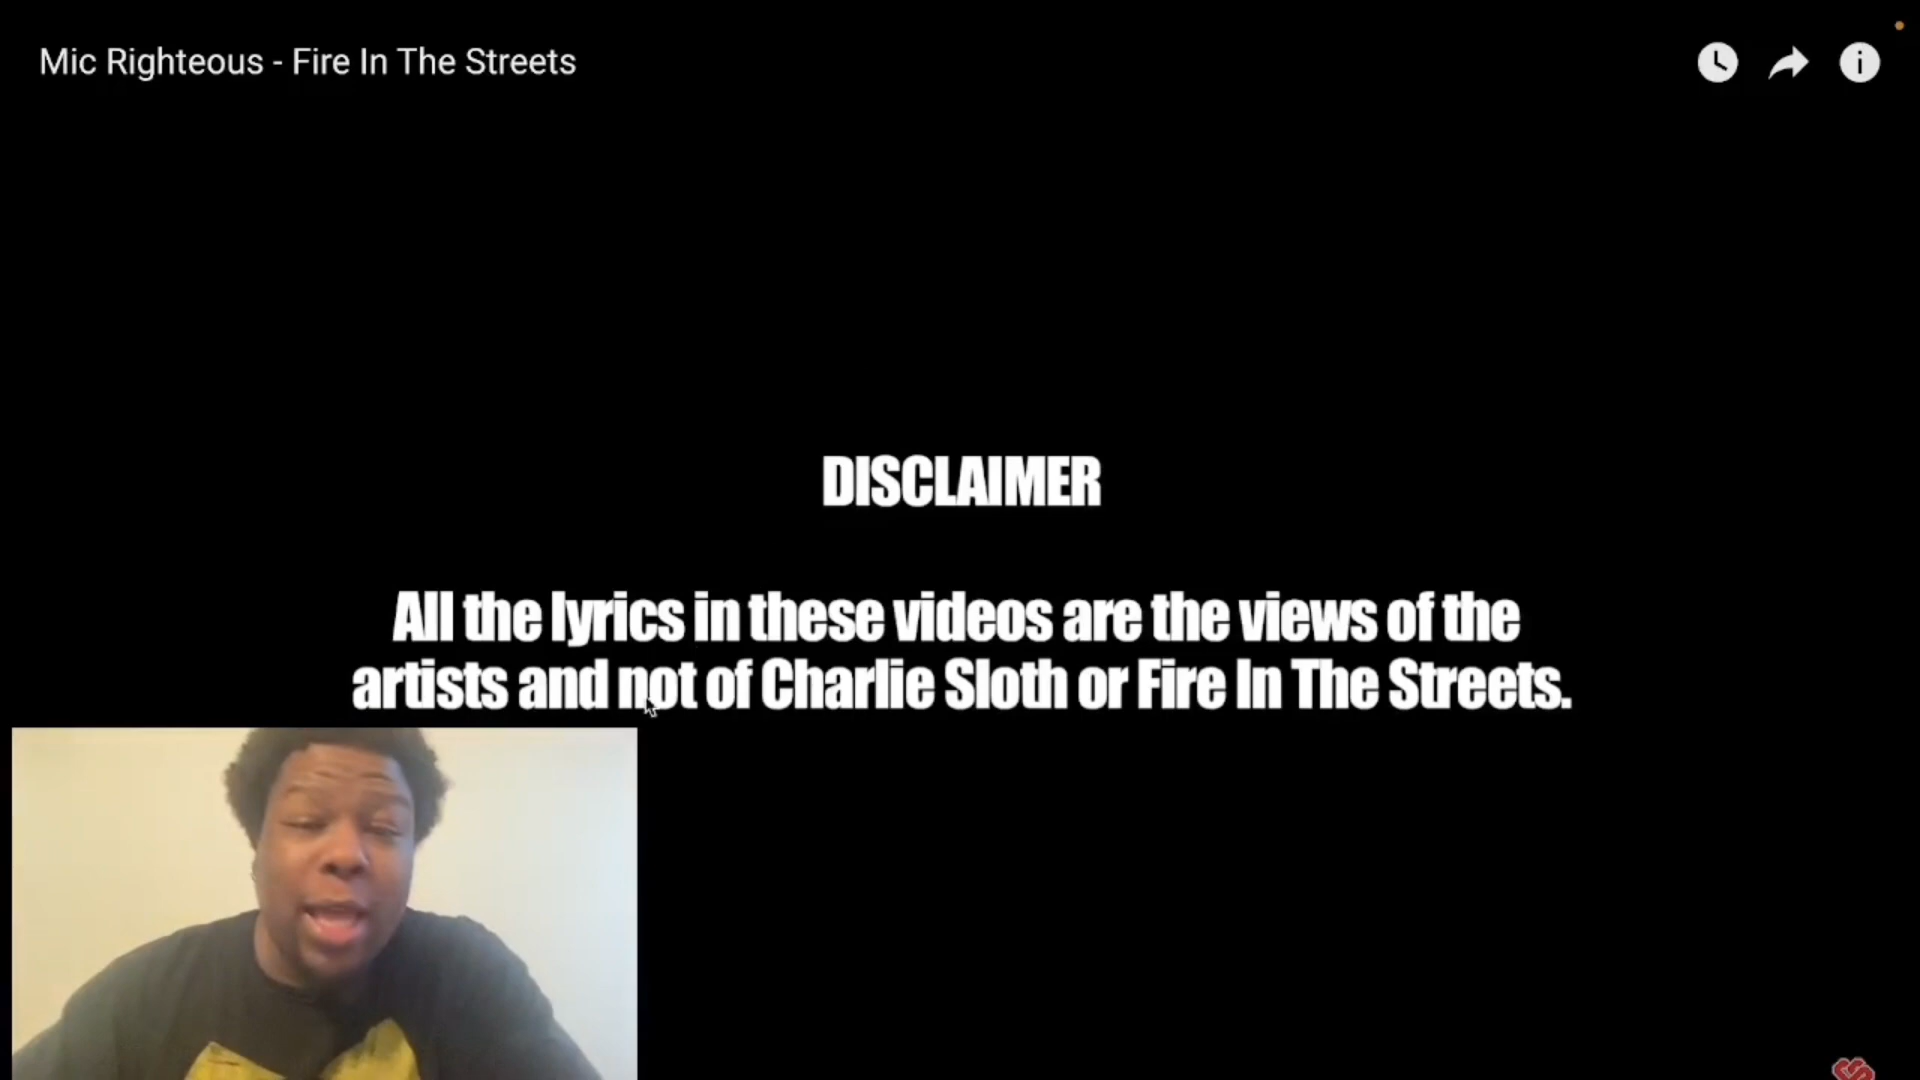 Mic Righteous - Fire In The Streets
DISCLAIMER
All the lyrics in these videos are the views of the
artists and not of Charlie Sloth or Fire In The Streets.